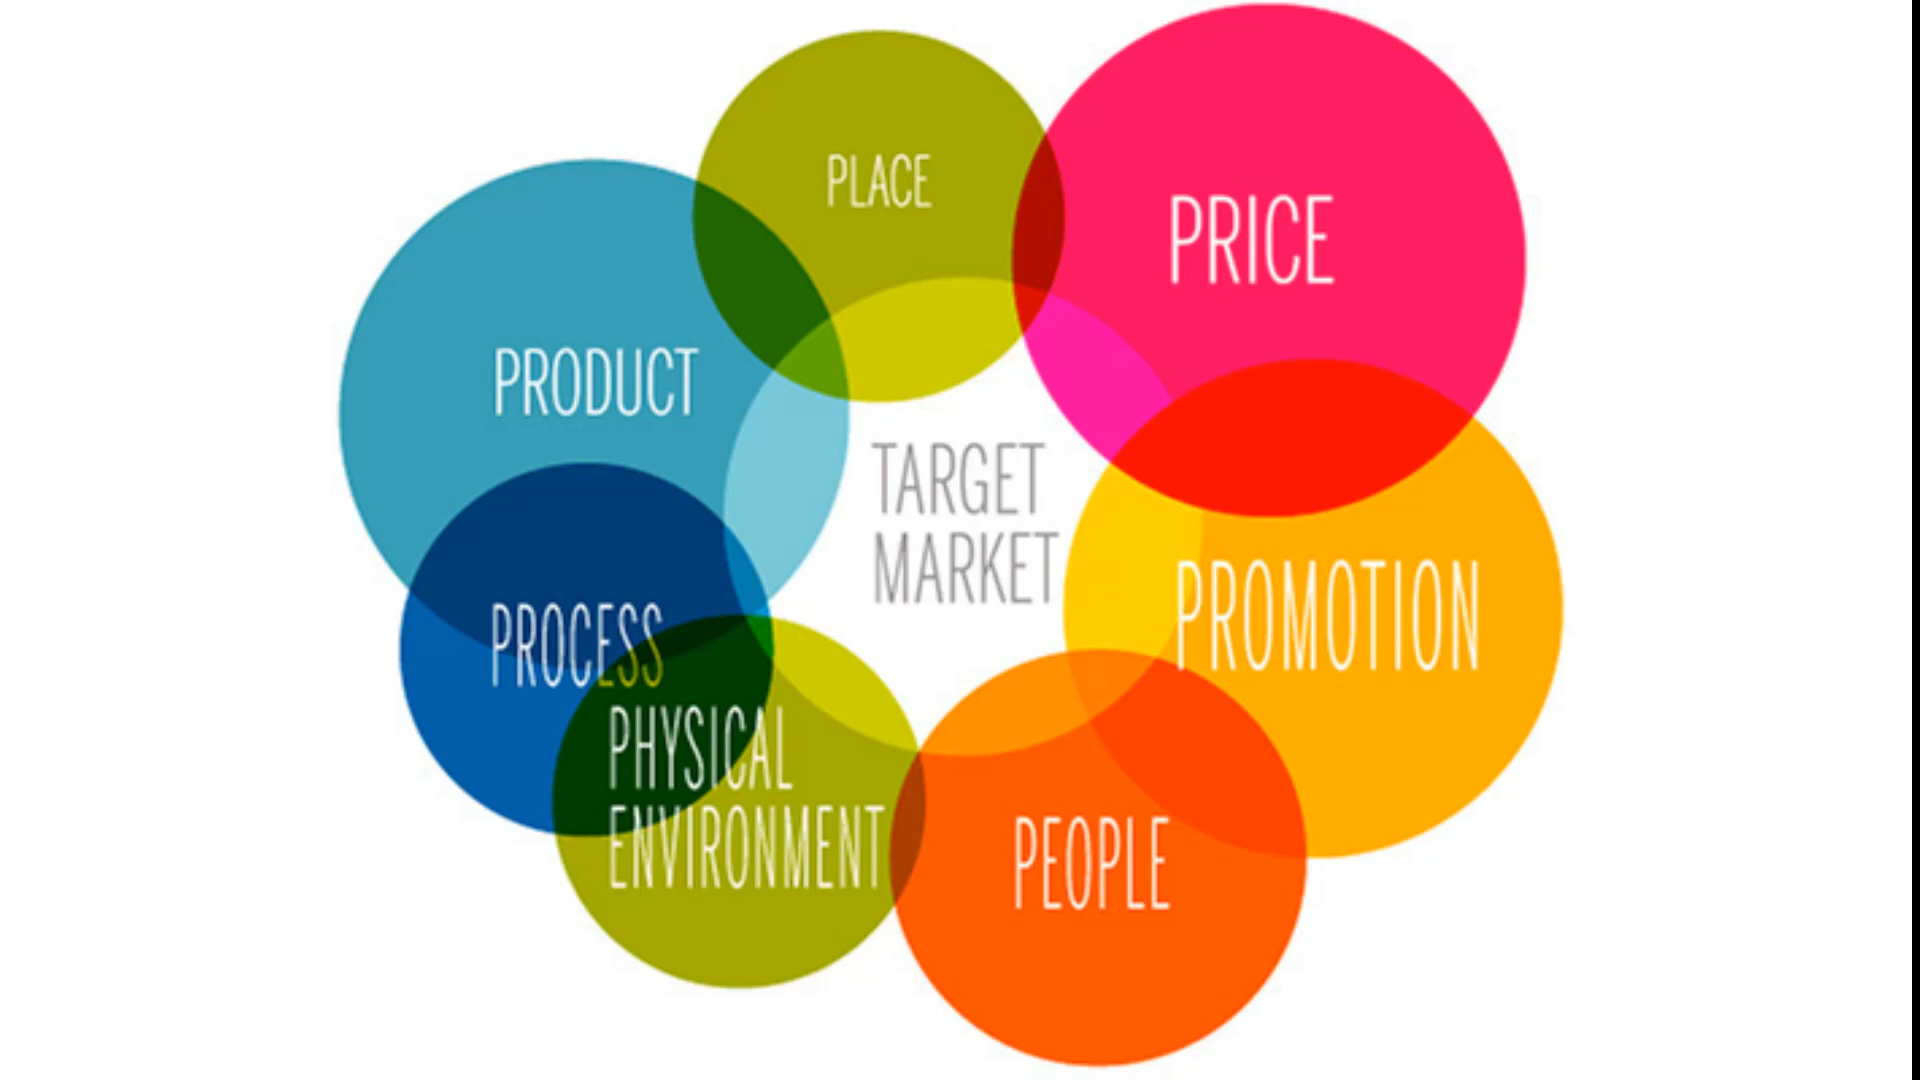 PLACE
PRICE
PRODUCT
TARGET
MARKET
PROMOTION
PROCESS
PHYSICAL
ENVIRONMENT
PEOPLE